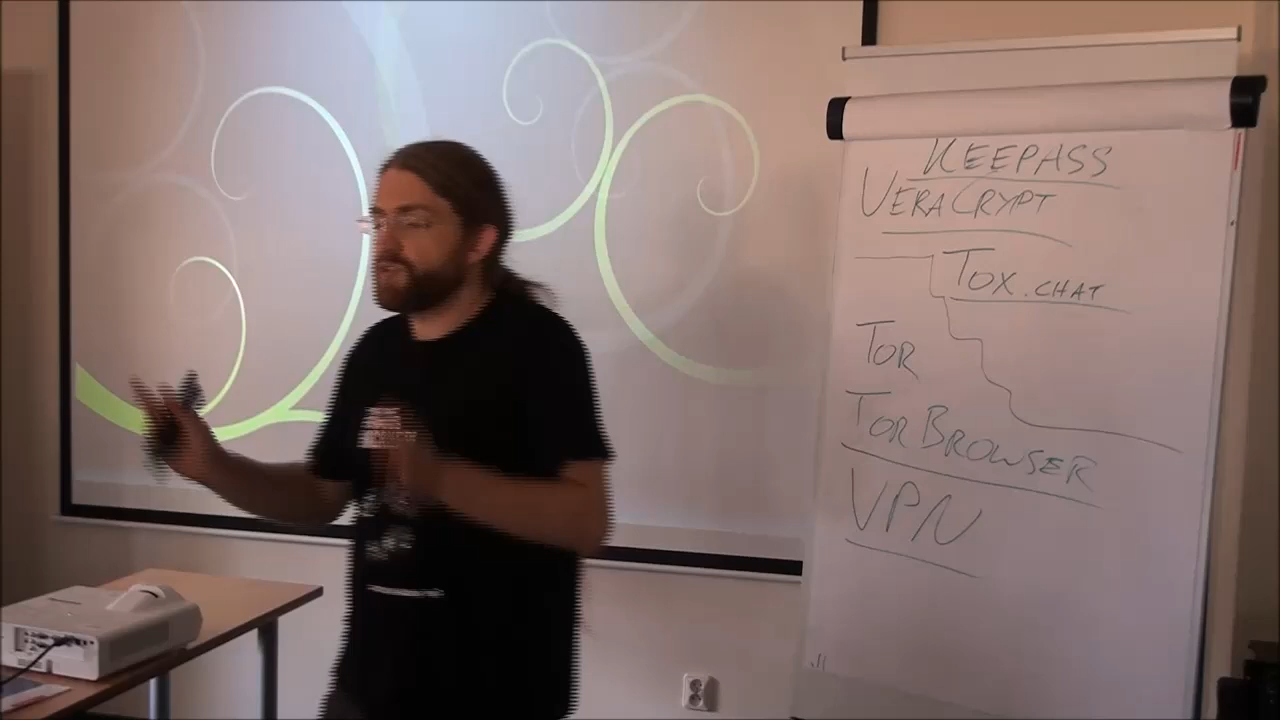 KEEPASS
VERACRYPT
TOX.CHAT
TOR
TORBROWSER
VPN